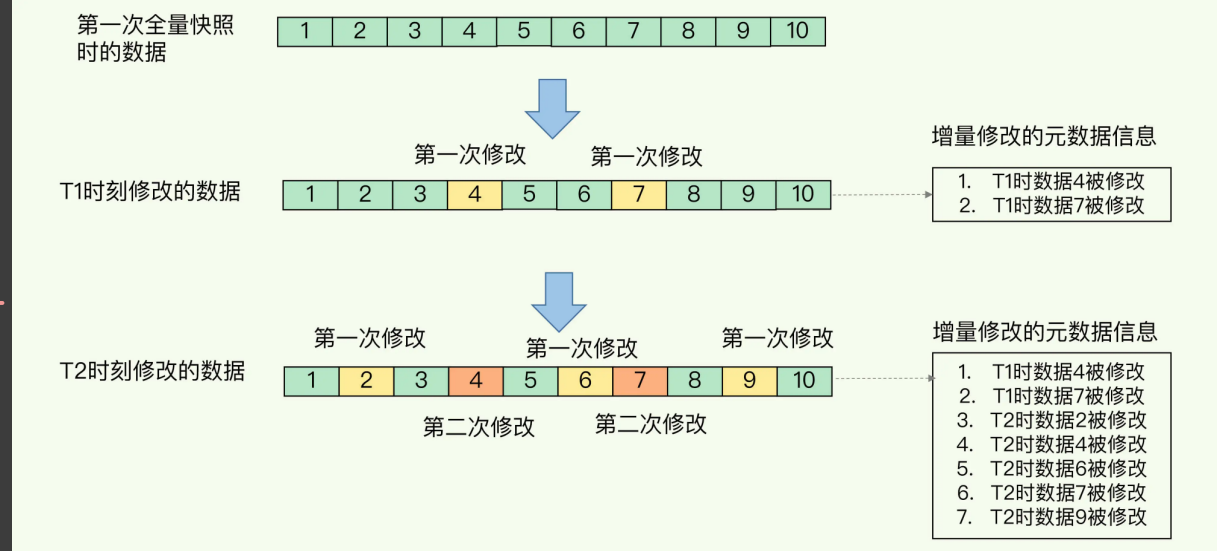 第一次全量快照
时的数据
1 2 3 4 5 6 7 8 9 10
增量修改的元数据信息
第一次修改 第一次修改
T1时刻修改的数据
1 2 3 4 5 6 7 8 9 10
1. T1时数据4被修改
2. T1时数据7被修改
增量修改的元数据信息
第一次修改 第一次修改 第一次修改
T2时刻修改的数据
1 2 3 4 5 6 7 8 9 10
第二次修改 第二次修改
1. T1时数据4被修改
2. T1时数据7被修改
3. T2时数据2被修改
4. T2时数据4被修改
5. T2时数据6被修改
6. T2时数据7被修改
7. T2时数据9被修改